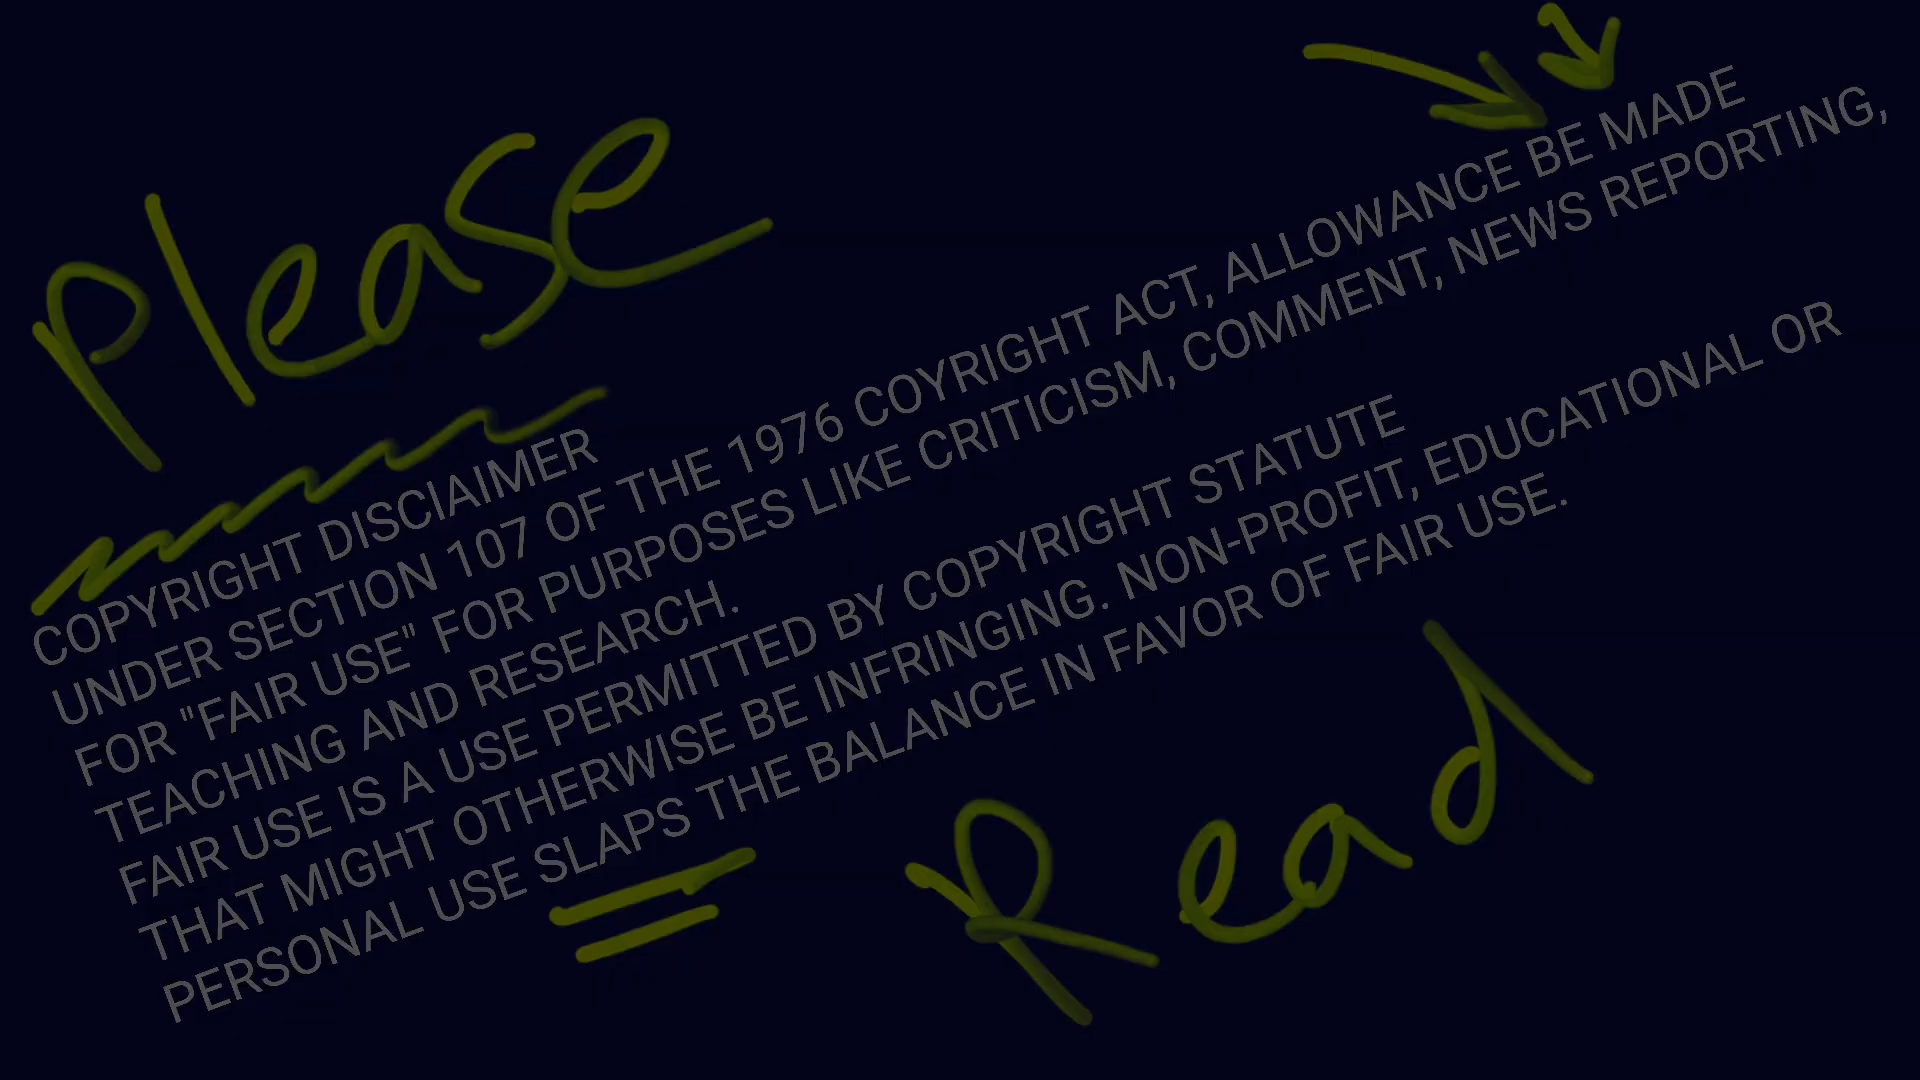 Please
COPYRIGHT DISCIAIMER
UNDER SECTION 107 OF THE 1976 COYRIGHT ACT, ALLOWANCE BE MADE
FOR "FAIR USE" FOR PURPOSES LIKE CRITICISM, COMMENT, NEWS REPORTING,
TEACHING AND RESEARCH.
FAIR USE IS A USE PERMITTED BY COPYRIGHT STATUTE
THAT MIGHT OTHERWISE BE INFRINGING. NON-PROFIT, EDUCATIONAL OR
PERSONAL USE SLAPS THE BALANCE IN FAVOR OF FAIR USE.
Read